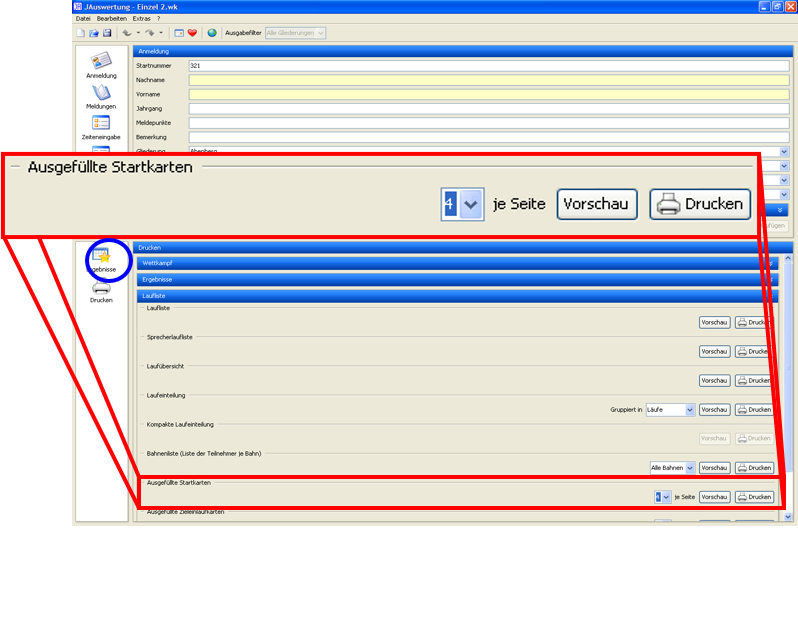 JAuswertung - Einzel 2.wk
Datei Bearbeiten Extras ?
Ausgabefilter Alle Gliederungen
Anmeldung
Anmeldung
Startnummer 321
Nachname
Meldungen
Vorname
Jahrgang
Meldepunkte
Zeiteneingabe
Bemerkung
Gliederung
Ausgefüllte Startkarten
4 je Seite Vorschau Drucken
Drucken
Ergebnisse
Drucken
Wettkampf
Ergebnisse
Laufliste
Laufliste
Vorschau Drucken
Sprecherlaufliste
Vorschau Drucken
Laufübersicht
Vorschau Drucken
Laufeinteilung
Gruppiert in Läufe Vorschau Drucken
Kompakte Laufeinteilung
Vorschau Drucken
Bahnenliste (Liste der Teilnehmer je Bahn)
Alle Bahnen Vorschau Drucken
Ausgefüllte Startkarten
4 je Seite Vorschau Drucken
Ausgefüllte Zieleinlaufkarten